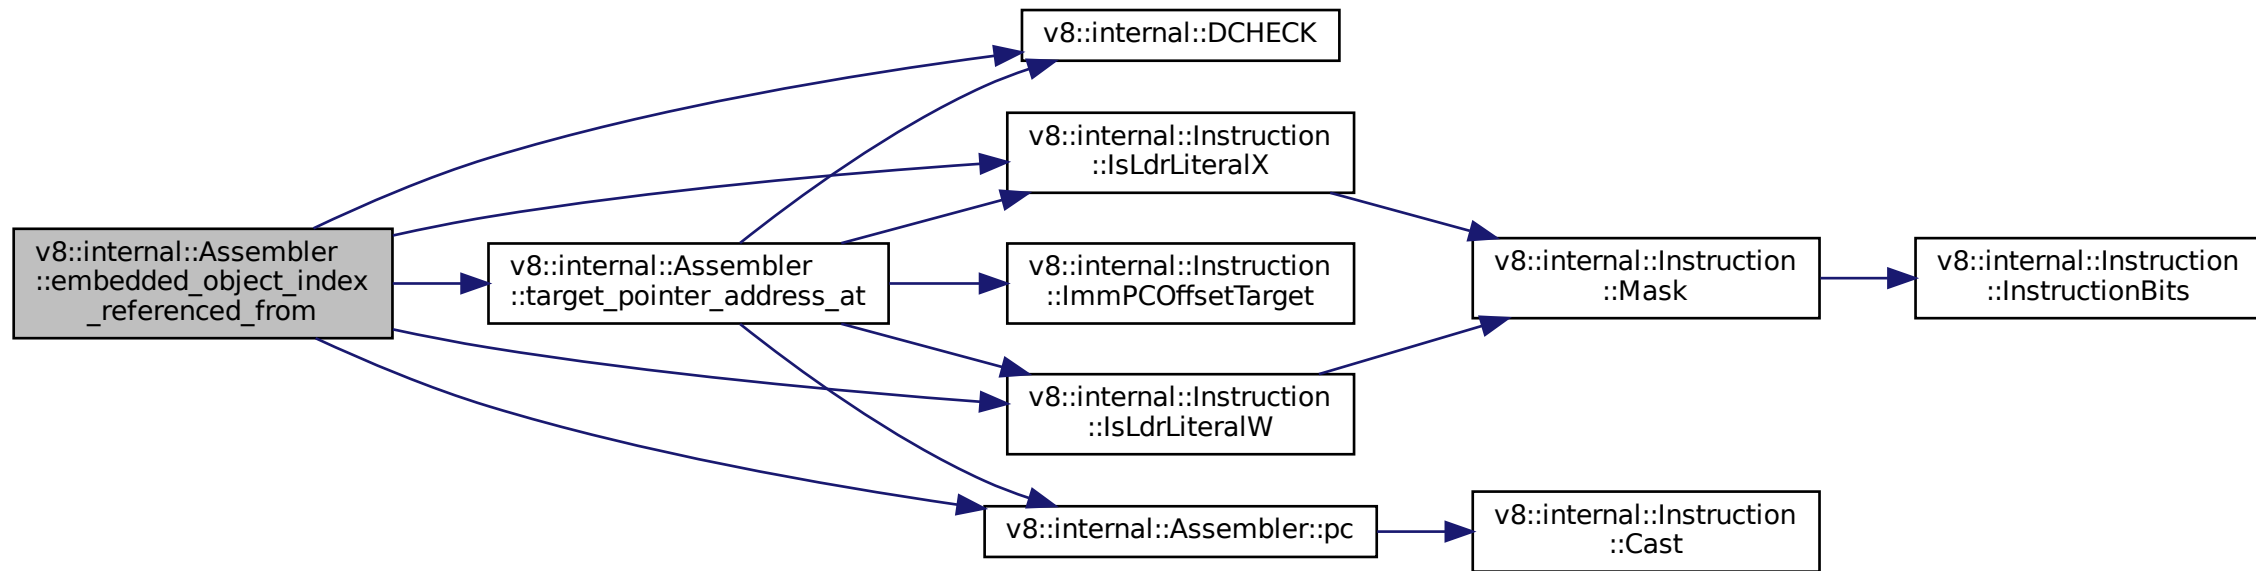 v8::internal::Assembler
::embedded_object_index
_referenced_from
v8::internal::Assembler
::target_pointer_address_at
v8::internal::DCHECK
v8::internal::Instruction
::IsLdrLiteralX
v8::internal::Instruction
::ImmPCOffsetTarget
v8::internal::Instruction
::IsLdrLiteralW
v8::internal::Assembler::pc
v8::internal::Instruction
::Mask
v8::internal::Instruction
::Cast
v8::internal::Instruction
::InstructionBits